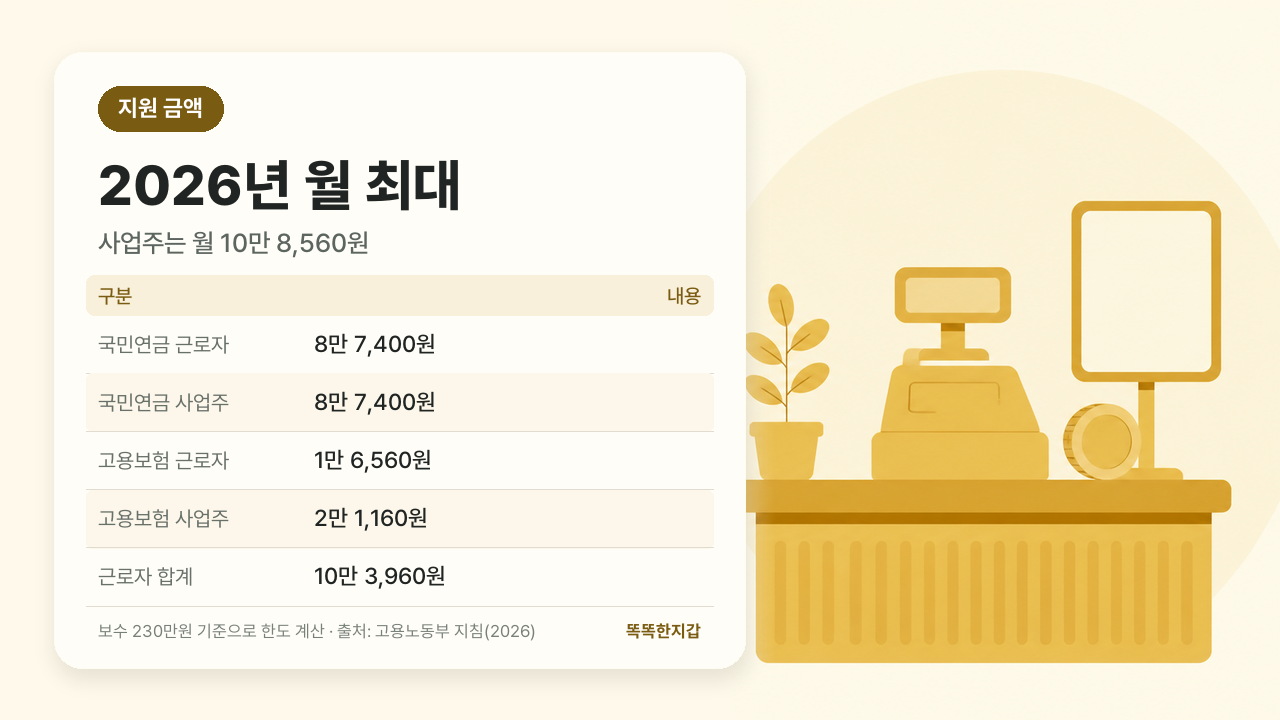 지원 금액
2026년 월 최대
사업주는 월 10만 8,560원
구분 내용
국민연금 근로자 8만 7,400원
국민연금 사업주 8만 7,400원
고용보험 근로자 1만 6,560원
고용보험 사업주 2만 1,160원
근로자 합계 10만 3,960원
보수 230만원 기준으로 한도 계산 · 출처: 고용노동부 지침(2026) 똑똑한지갑